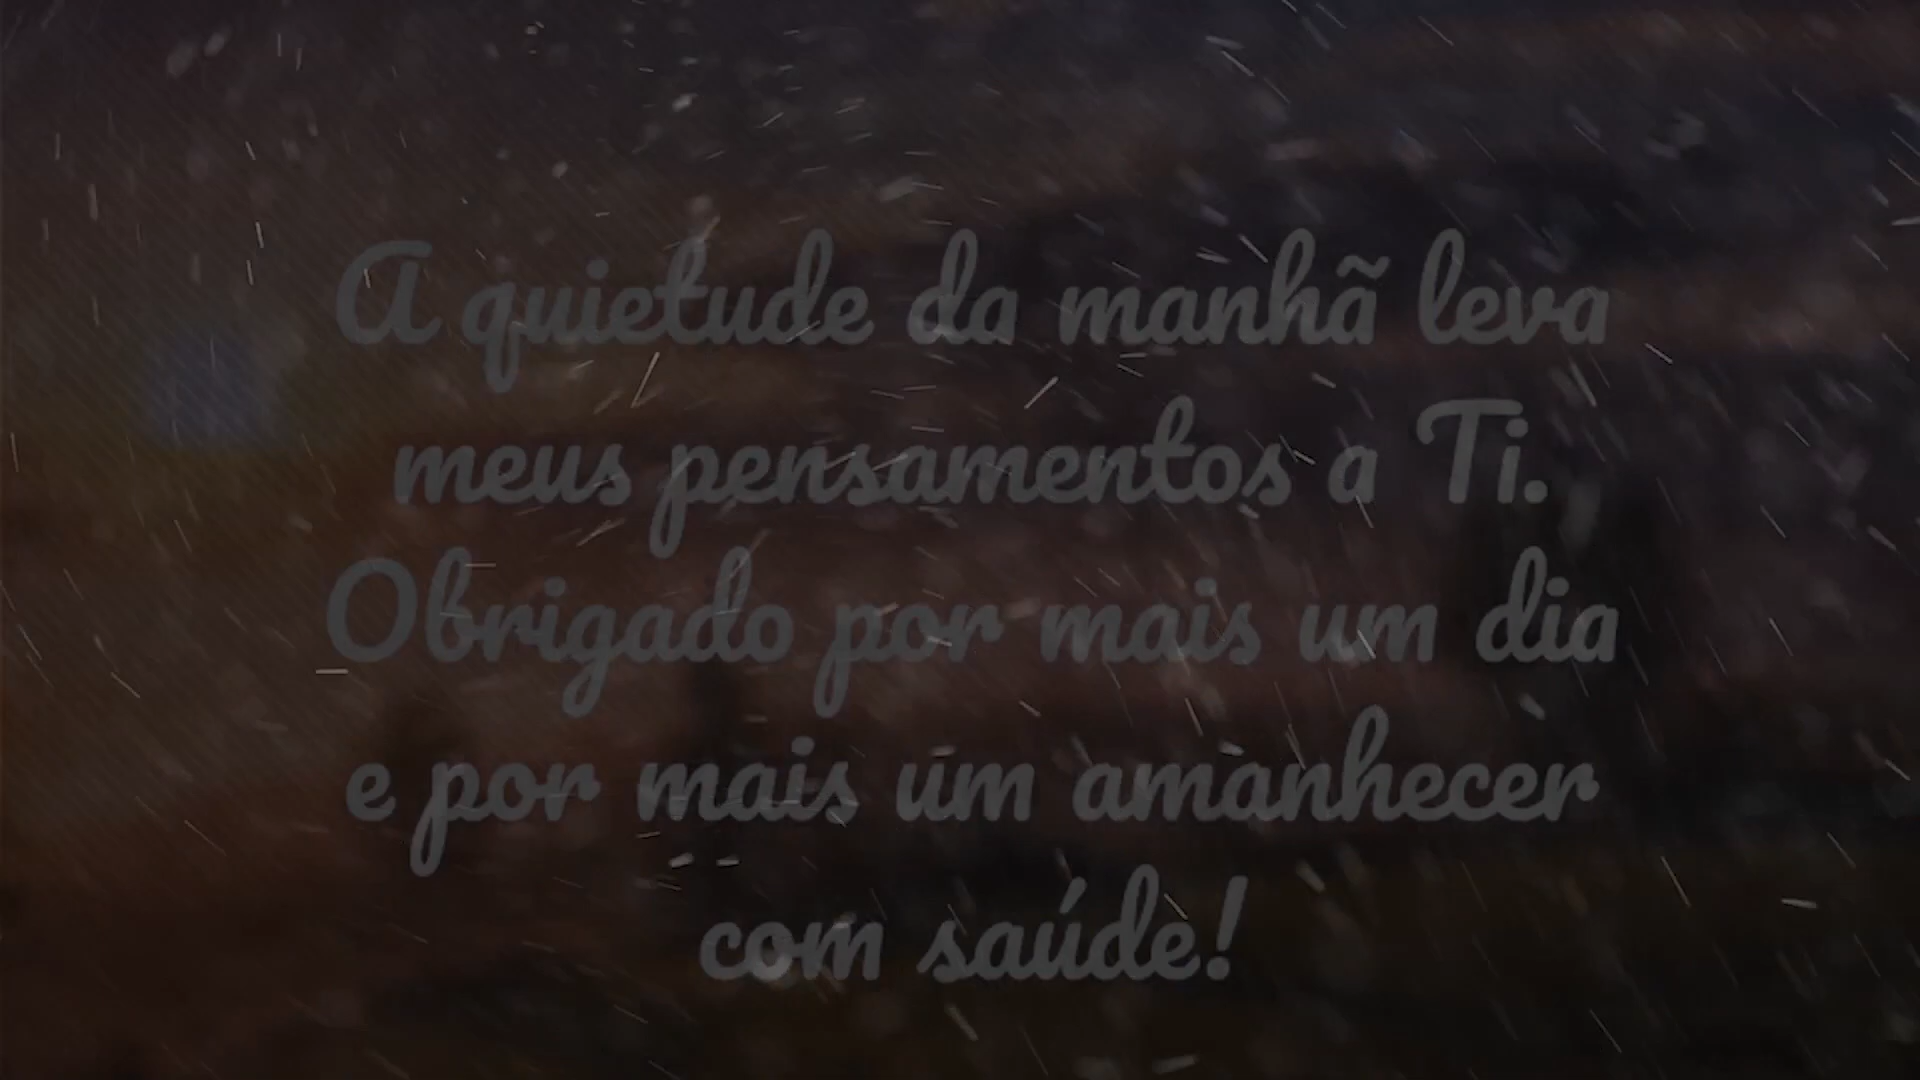 A quietude da manhã leva
meus pensamentos a Ti.
Obrigado por mais um dia
e por mais um amanhecer
com saúde!